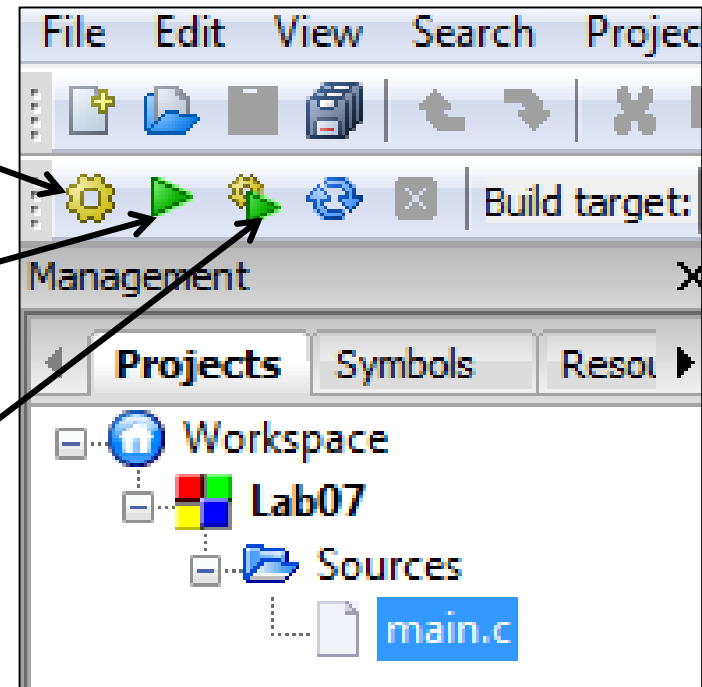 File Edit View Search Projec
Build target:
Management
Projects Symbols Resou
Workspace
Lab07
Sources
main.c